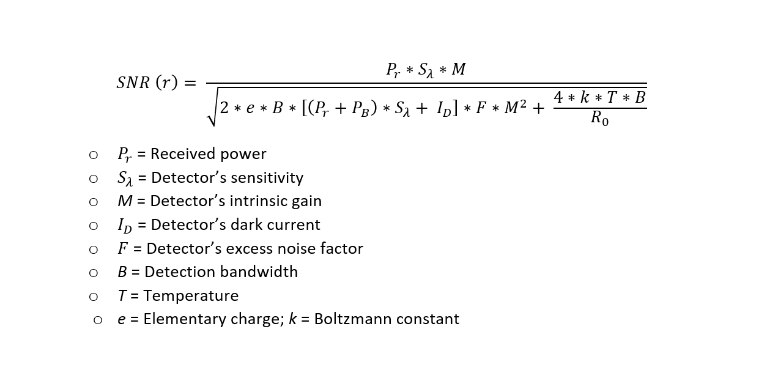 SNR (r) = P_r * S_λ * M / √(2 * e * B * [(P_r + P_B) * S_λ + I_D] * F * M² + (4 * k * T * B) / R_0)
○ P_r = Received power
○ S_λ = Detector's sensitivity
○ M = Detector's intrinsic gain
○ I_D = Detector's dark current
○ F = Detector's excess noise factor
○ B = Detection bandwidth
○ T = Temperature
○ e = Elementary charge; k = Boltzmann constant